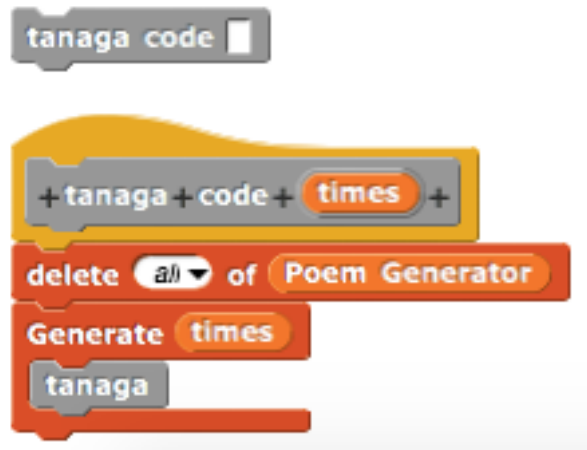 tanaga code
+tanaga+code+ times +
delete all of Poem Generator
Generate times
tanaga